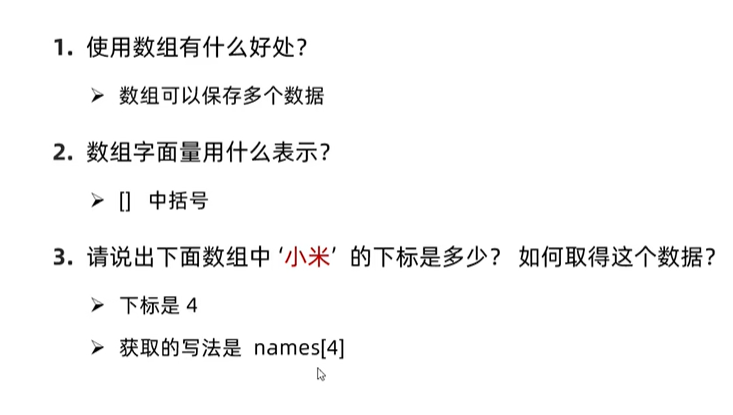 1. 使用数组有什么好处？
➢ 数组可以保存多个数据
2. 数组字面量用什么表示？
➢ [] 中括号
3. 请说出下面数组中 ‘小米’ 的下标是多少？ 如何取得这个数据？
➢ 下标是 4
➢ 获取的写法是 names[4]